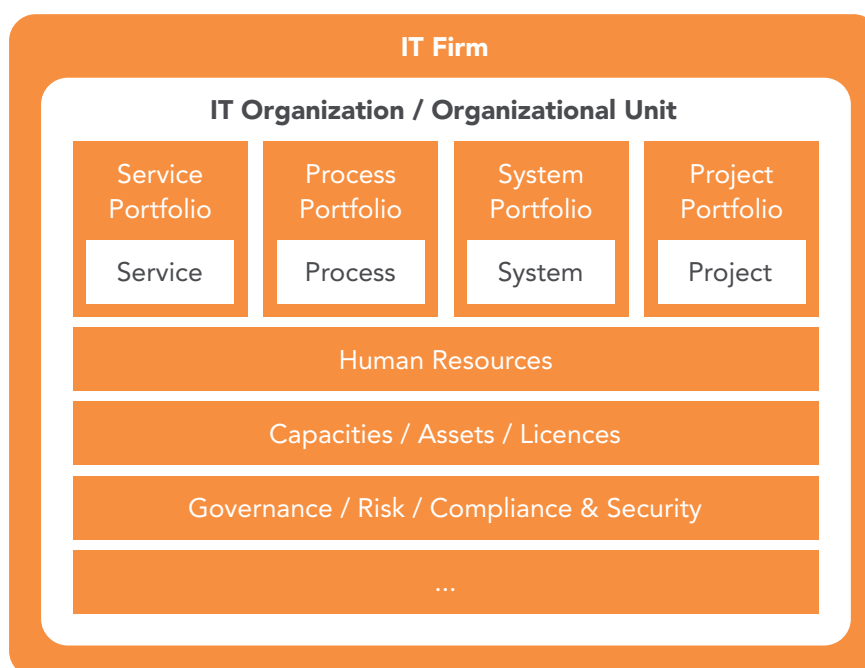 IT Firm
IT Organization / Organizational Unit
Service
Portfolio
Service
Process
Portfolio
Process
System
Portfolio
System
Project
Portfolio
Project
Human Resources
Capacities / Assets / Licences
Governance / Risk / Compliance & Security
...